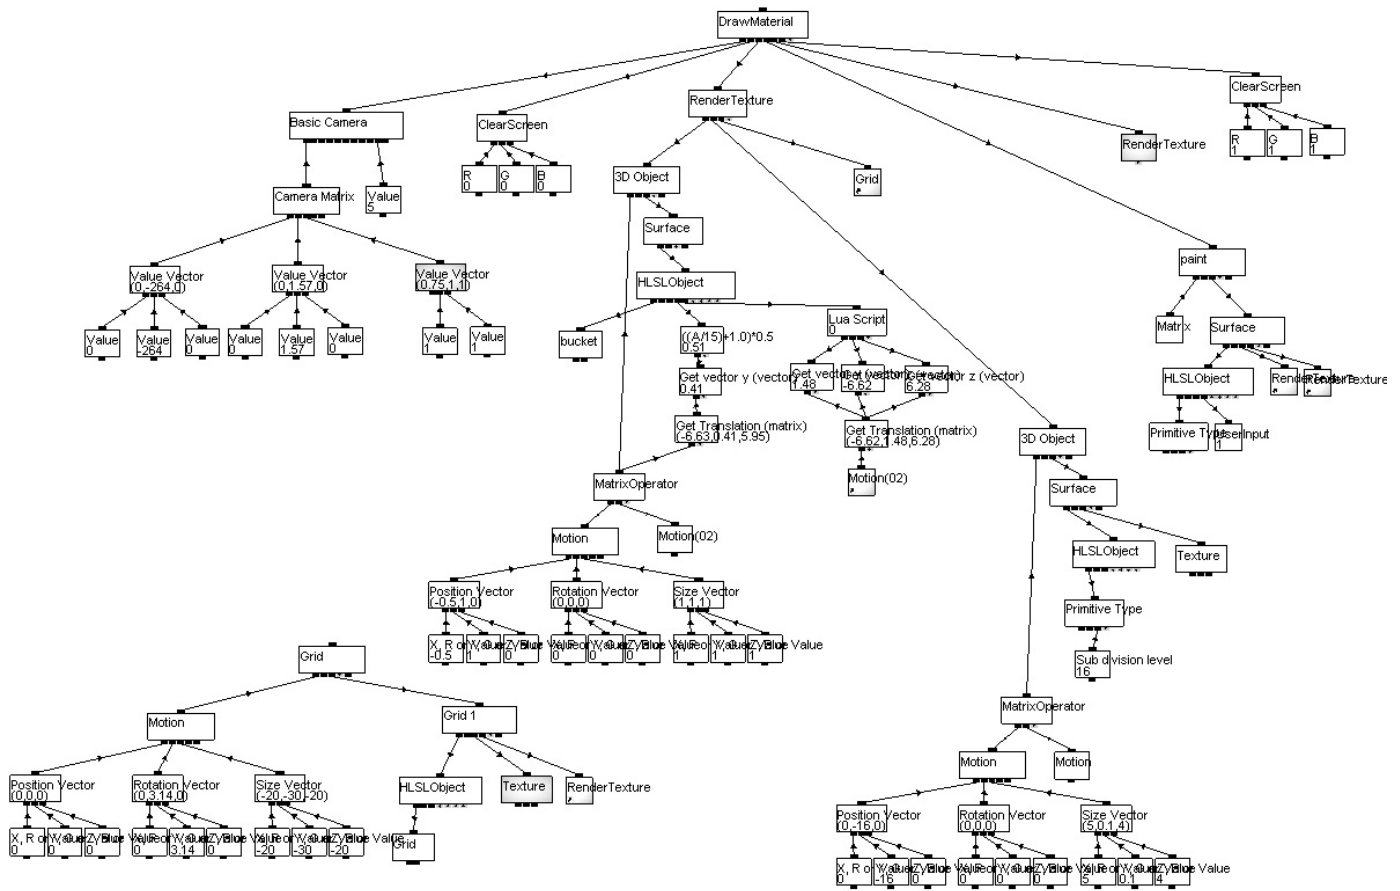 DrawMaterial
Basic Camera
ClearScreen
RenderTexture
RenderTexture
ClearScreen
R
1
G
1
B
1
Camera Matrix
Value
5
R
0
G
0
B
0
3D Object
Grid
Surface
Value Vector
(0,-264,0)
Value Vector
(0,1.57,0)
Value Vector
(0.75,1,1)
Value
0
Value
-264
Value
0
Value
0
Value
1.57
Value
0
Value
1
Value
1
HLSLObject
bucket
((A/15)+1.0)*0.5
0.51
Get vector y (vector)
0.41
Get Translation (matrix)
(-6.63,0.41,5.95)
Lua Script
0
1.48
-6.62
Get vector z (vector)
6.28
Get Translation (matrix)
(-6.62,1.48,6.28)
Motion(02)
paint
Matrix
Surface
HLSLObject
RenderTexture
RenderTexture
Primitive Type
UserInput
1
MatrixOperator
Motion
Motion(02)
Position Vector
(-0.5,1,0)
Rotation Vector
(0,0,0)
Size Vector
(1,1,1)
-0.5
1
0
0
0
0
1
1
1
3D Object
Surface
HLSLObject
Texture
Primitive Type
Sub division level
16
MatrixOperator
Motion
Motion
Position Vector
(0,-16,0)
Rotation Vector
(0,0,0)
Size Vector
(5,0.1,4)
0
-16
0
0
0
0
5
0.1
4
Grid
Motion
Grid 1
Position Vector
(0,0,0)
Rotation Vector
(0,3.14,0)
Size Vector
(-20,-30,-20)
HLSLObject
Texture
RenderTexture
0
0
0
0
3.14
0
-20
-30
-20
Grid